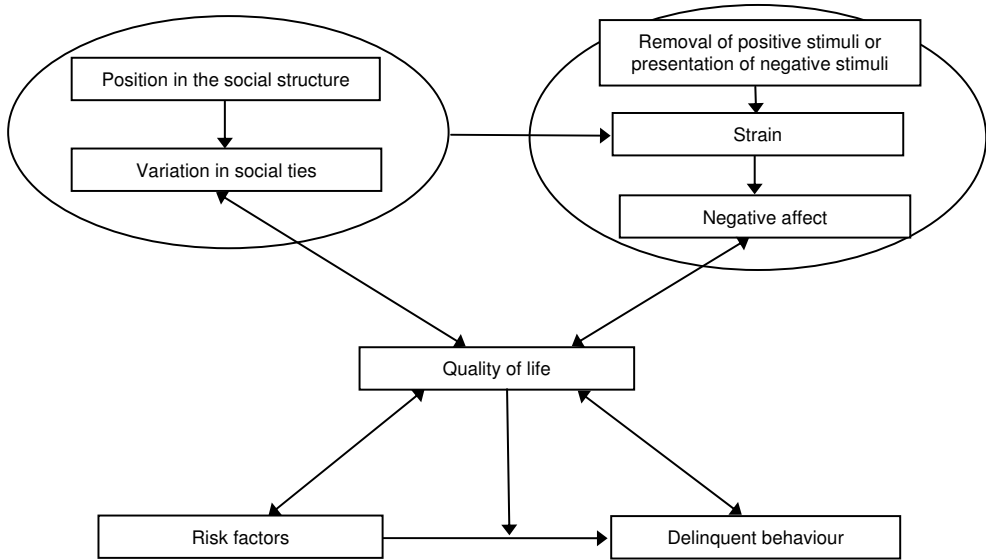 Position in the social structure
Variation in social ties
Removal of positive stimuli or
presentation of negative stimuli
Strain
Negative affect
Quality of life
Risk factors
Delinquent behaviour